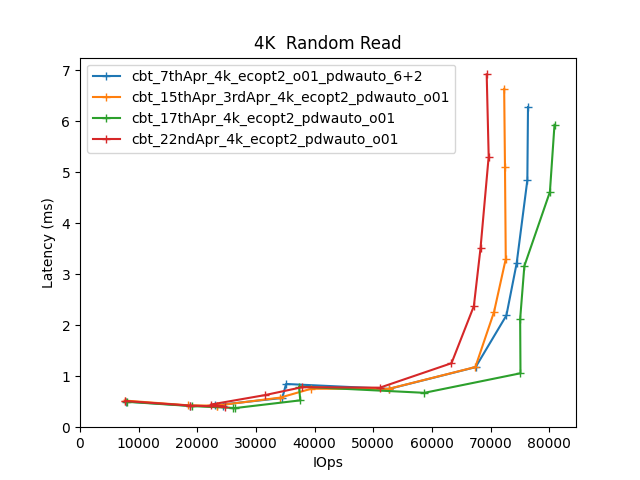 4K  Random Read
cbt_7thApr_4k_ecopt2_o01_pdwauto_6+2
cbt_15thApr_3rdApr_4k_ecopt2_pdwauto_o01
cbt_17thApr_4k_ecopt2_pdwauto_o01
cbt_22ndApr_4k_ecopt2_pdwauto_o01
7
6
5
4
3
2
1
0
Latency (ms)
0 10000 20000 30000 40000 50000 60000 70000 80000
IOps